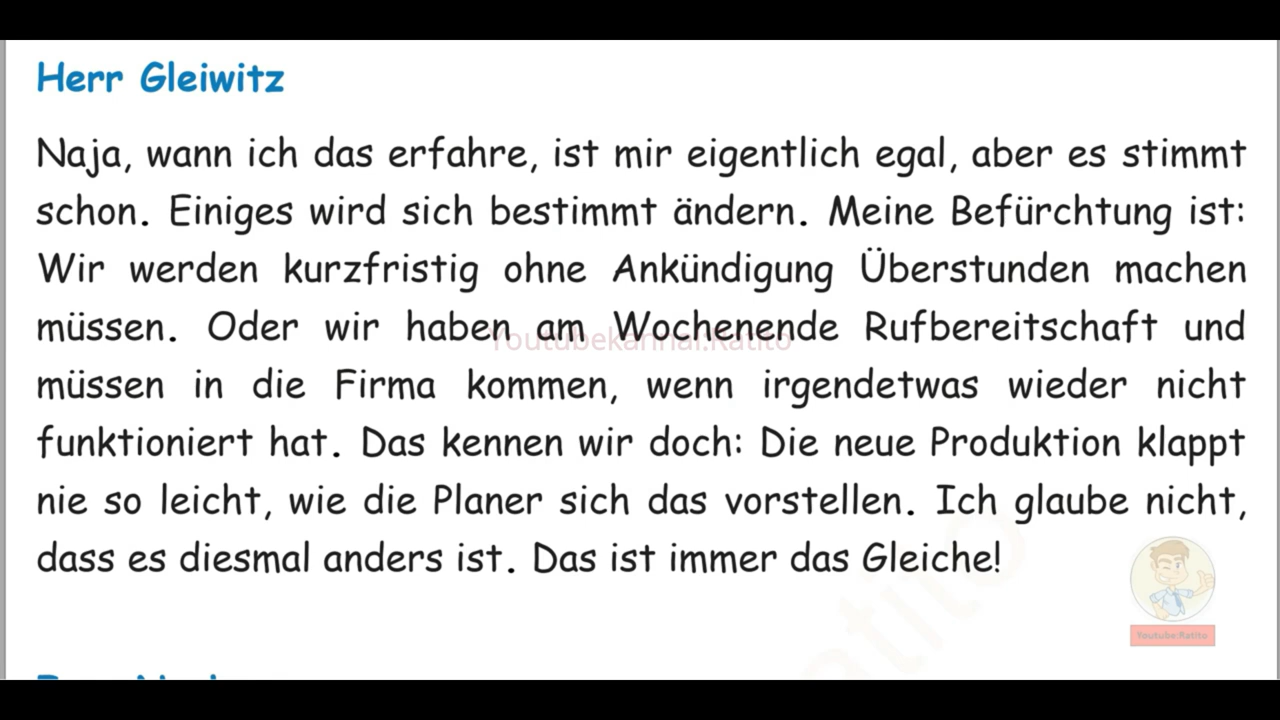 Herr Gleiwitz
Naja, wann ich das erfahre, ist mir eigentlich egal, aber es stimmt
schon. Einiges wird sich bestimmt ändern. Meine Befürchtung ist:
Wir werden kurzfristig ohne Ankündigung Überstunden machen
müssen. Oder wir haben am Wochenende Rufbereitschaft und
Youtubekannal:Ratito
müssen in die Firma kommen, wenn irgendetwas wieder nicht
funktioniert hat. Das kennen wir doch: Die neue Produktion klappt
nie so leicht, wie die Planer sich das vorstellen. Ich glaube nicht,
dass es diesmal anders ist. Das ist immer das Gleiche!
Youtube:Ratito